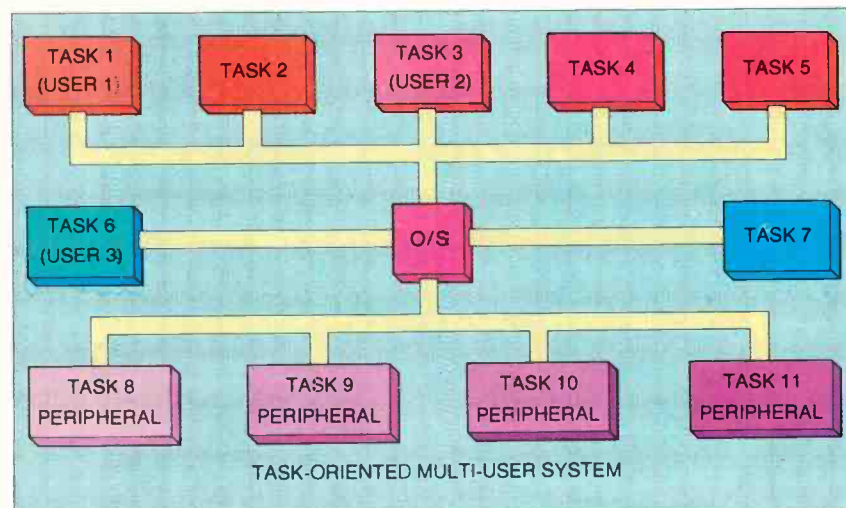 TASK 1
(USER 1)
TASK 2
TASK 3
(USER 2)
TASK 4
TASK 5
TASK 6
(USER 3)
O/S
TASK 7
TASK 8
PERIPHERAL
TASK 9
PERIPHERAL
TASK 10
PERIPHERAL
TASK 11
PERIPHERAL
TASK-ORIENTED MULTI-USER SYSTEM